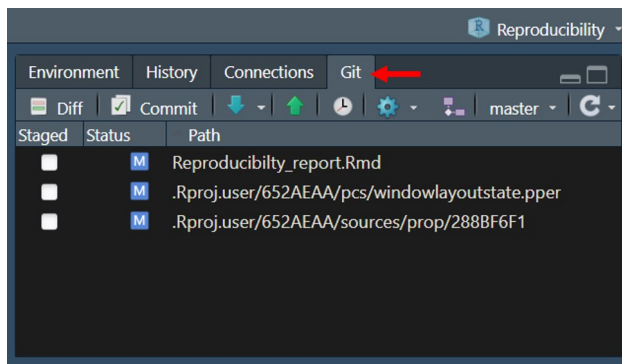 R Reproducibility
Environment History Connections Git
Diff Commit master
Staged Status Path
M Reproducibilty_report.Rmd
M .Rproj.user/652AEAA/pcs/windowlayoutstate.pper
M .Rproj.user/652AEAA/sources/prop/288BF6F1